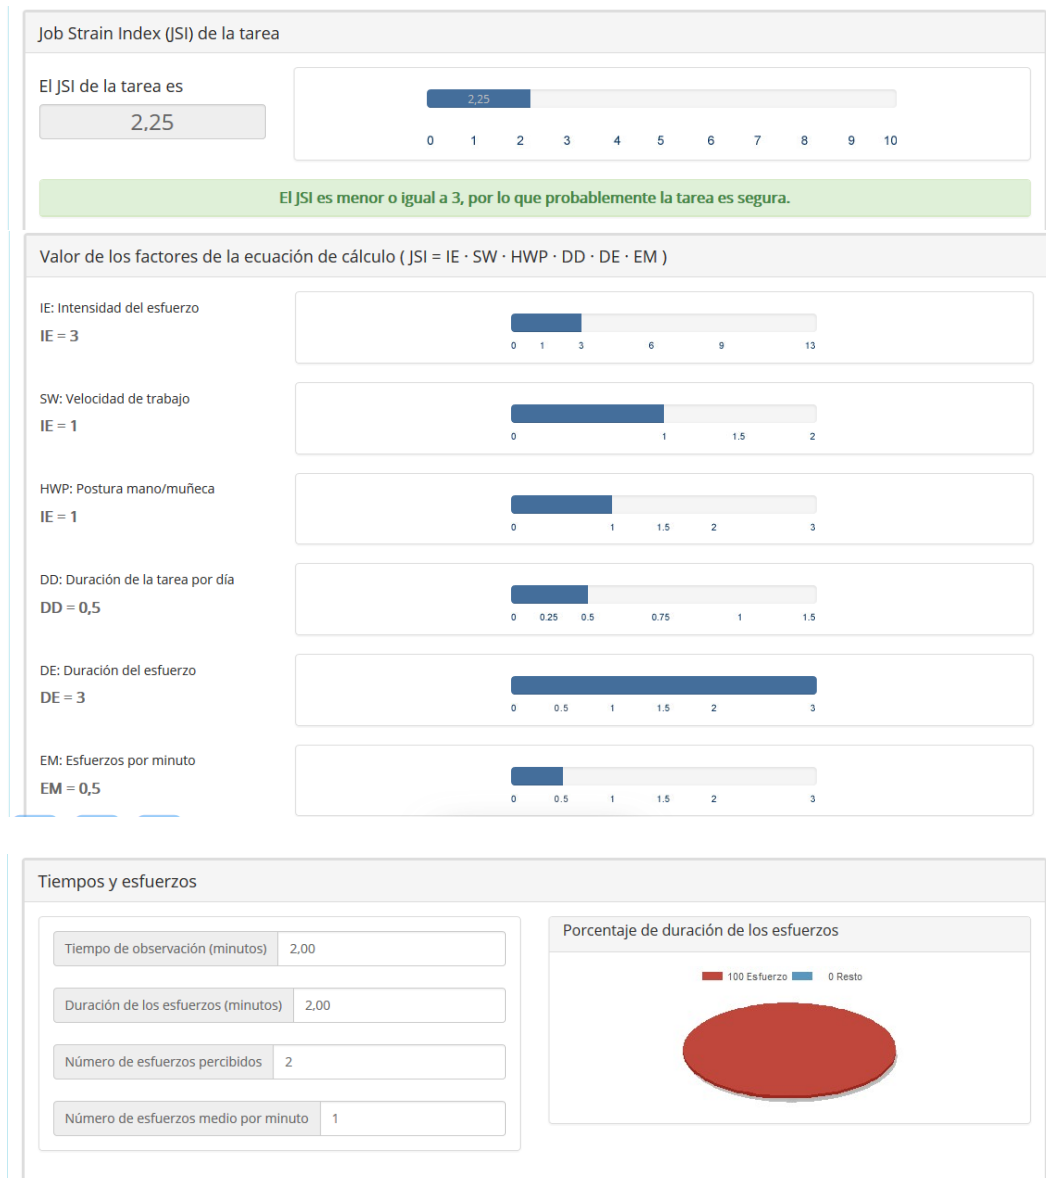 Job Strain Index (JSI) de la tarea
El JSI de la tarea es
2,25
2,25
0 1 2 3 4 5 6 7 8 9 10
El JSI es menor o igual a 3, por lo que probablemente la tarea es segura.
Valor de los factores de la ecuación de cálculo ( JSI = IE · SW · HWP · DD · DE · EM )
IE: Intensidad del esfuerzo
IE = 3
0 1 3 6 9 13
SW: Velocidad de trabajo
IE = 1
0 1 1.5 2
HWP: Postura mano/muñeca
IE = 1
0 1 1.5 2 3
DD: Duración de la tarea por día
DD = 0,5
0 0.25 0.5 0.75 1 1.5
DE: Duración del esfuerzo
DE = 3
0 0.5 1 1.5 2 3
EM: Esfuerzos por minuto
EM = 0,5
0 0.5 1 1.5 2 3
Tiempos y esfuerzos
Tiempo de observación (minutos) 2,00
Duración de los esfuerzos (minutos) 2,00
Número de esfuerzos percibidos 2
Número de esfuerzos medio por minuto 1
Porcentaje de duración de los esfuerzos
100 Esfuerzo 0 Resto